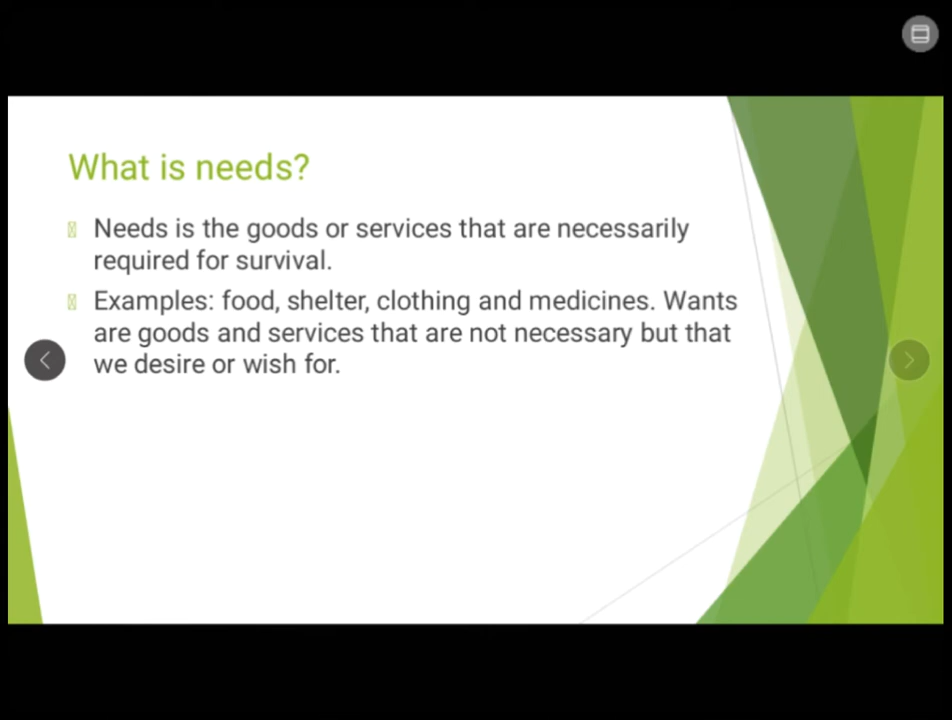 What is needs?
Needs is the goods or services that are necessarily
required for survival.
Examples: food, shelter, clothing and medicines. Wants
are goods and services that are not necessary but that
we desire or wish for.